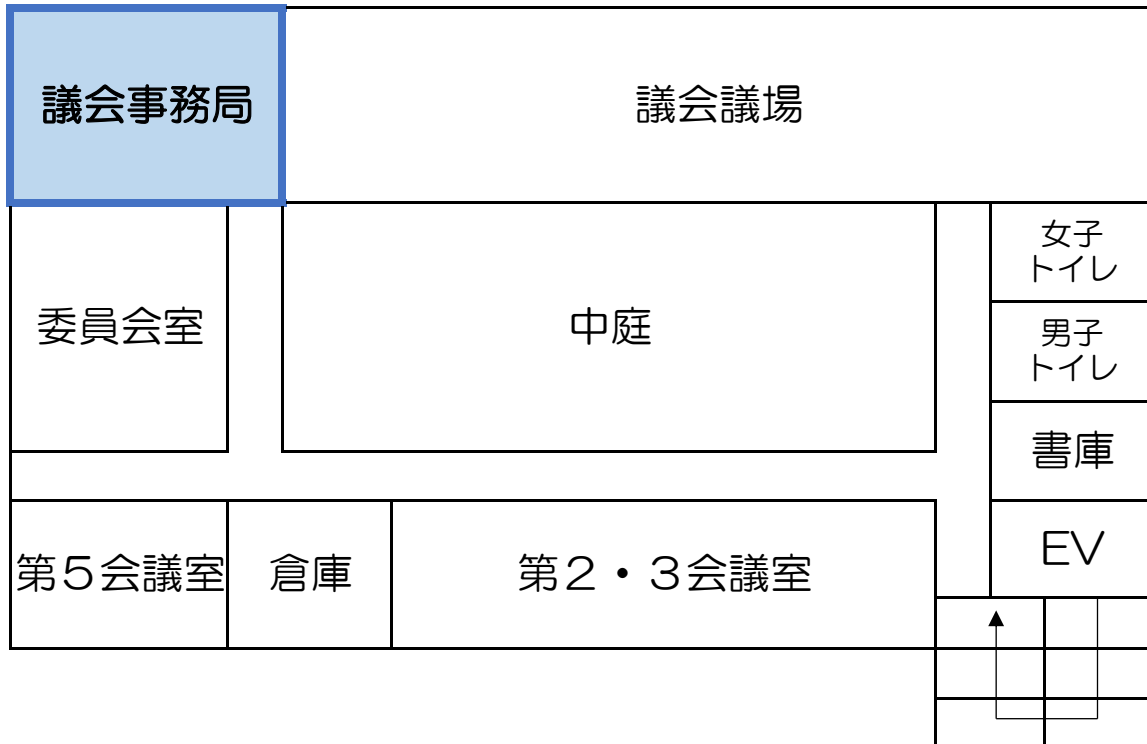 議会事務局
議会議場
委員会室
中庭
女子
トイレ
男子
トイレ
書庫
EV
第5会議室
倉庫
第2・3会議室